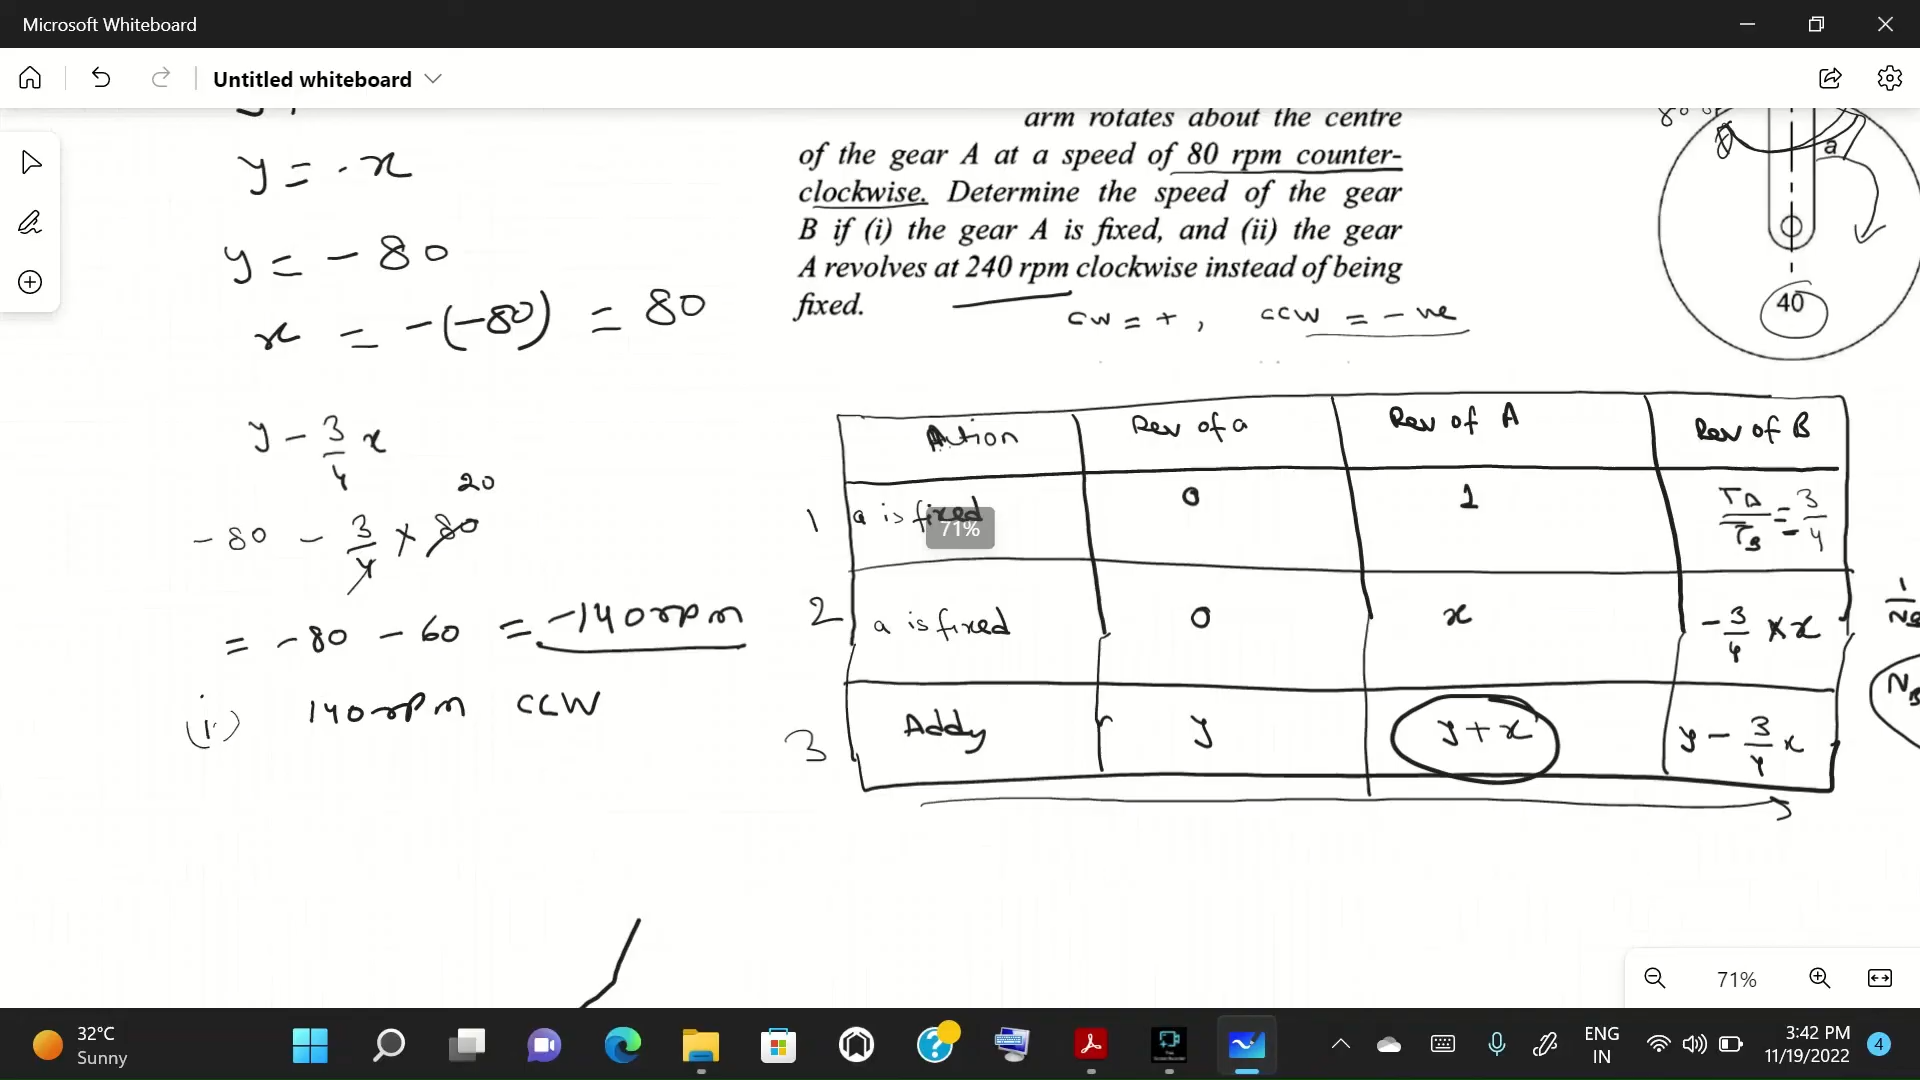 Microsoft Whiteboard
Untitled whiteboard
y = - x
y = - 80
x = -(-80) = 80
y - 3/4 x
20
- 80 - 3/4 × 80
= -80 - 60 = -140 rpm
(i) 140 rpm CCW
arm rotates about the centre
of the gear A at a speed of 80 rpm counter-
clockwise. Determine the speed of the gear
B if (i) the gear A is fixed, and (ii) the gear
A revolves at 240 rpm clockwise instead of being
fixed.
cw = + , ccw = - ve
a
40
Action Rev of a Rev of A Rev of B
1 a is fixed 0 1 TA/TB = 3/4
71%
2 a is fixed 0 x - 3/4 × x
3 Addy y y + x y - 3/4 x
71%
32°C
Sunny
ENG
IN
3:42 PM
11/19/2022
4